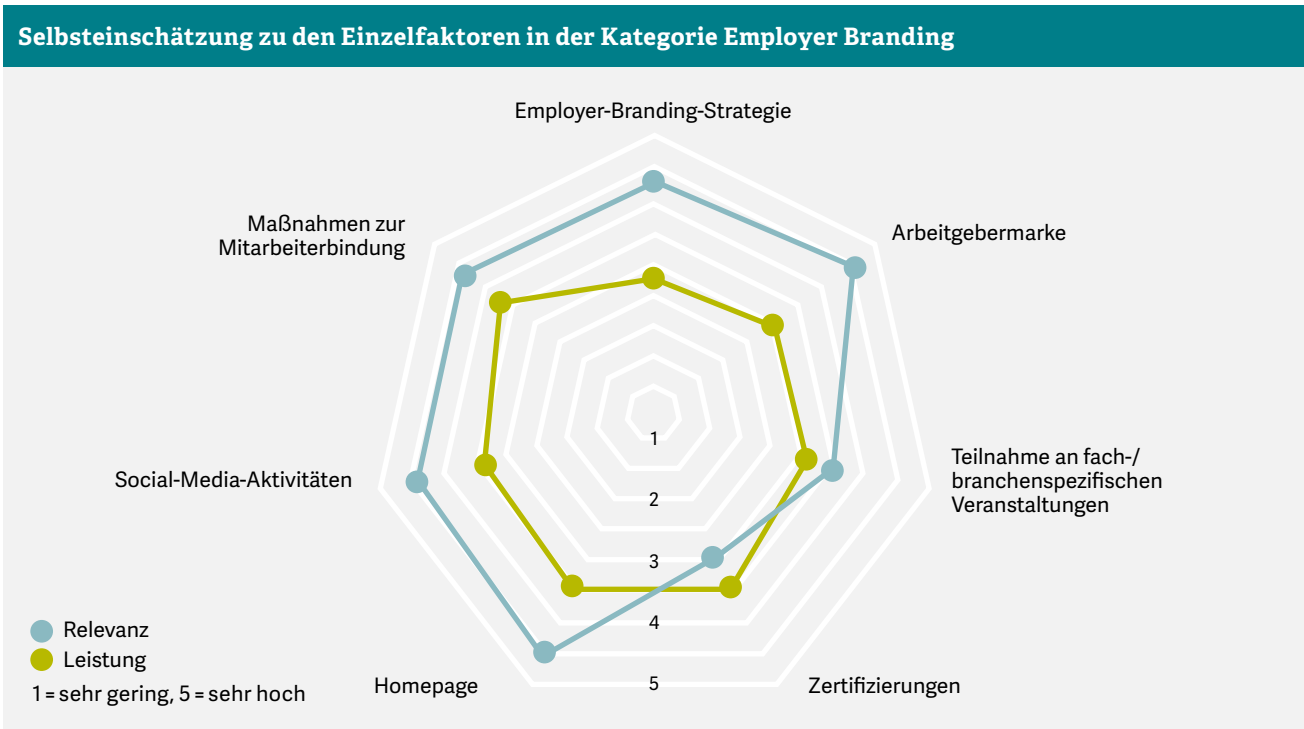 Selbsteinschätzung zu den Einzelfaktoren in der Kategorie Employer Branding
Employer-Branding-Strategie
Maßnahmen zur
Mitarbeiterbindung
Arbeitgebermarke
Social-Media-Aktivitäten
Teilnahme an fach-/
branchenspezifischen
Veranstaltungen
1
2
3
4
5
Relevanz
Leistung
1 = sehr gering, 5 = sehr hoch
Homepage
Zertifizierungen